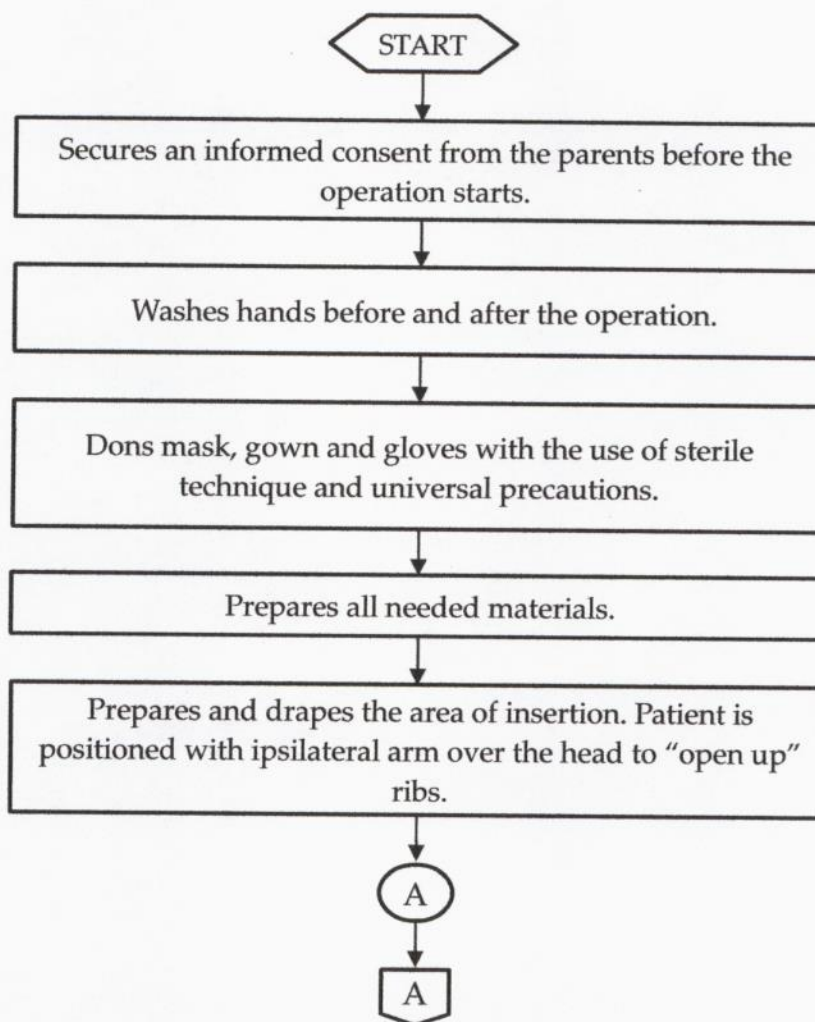 START
Secures an informed consent from the parents before the
operation starts.
Washes hands before and after the operation.
Dons mask, gown and gloves with the use of sterile
technique and universal precautions.
Prepares all needed materials.
Prepares and drapes the area of insertion. Patient is
positioned with ipsilateral arm over the head to “open up”
ribs.
A
A